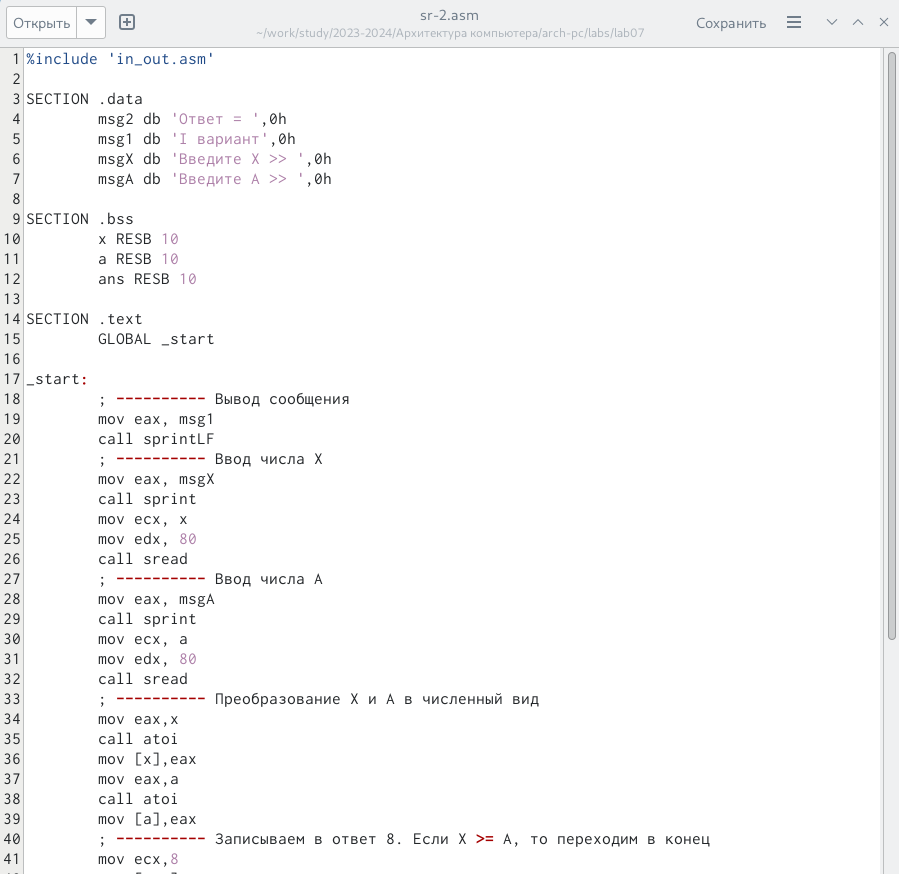 Открыть
sr-2.asm
~/work/study/2023-2024/Архитектура компьютера/arch-pc/labs/lab07
Сохранить
1 %include 'in_out.asm'
2
3 SECTION .data
4 msg2 db 'Ответ = ',0h
5 msg1 db 'I вариант',0h
6 msgX db 'Введите X >> ',0h
7 msgA db 'Введите A >> ',0h
8
9 SECTION .bss
10 x RESB 10
11 a RESB 10
12 ans RESB 10
13
14 SECTION .text
15 GLOBAL _start
16
17 _start:
18 ; ---------- Вывод сообщения
19 mov eax, msg1
20 call sprintLF
21 ; ---------- Ввод числа X
22 mov eax, msgX
23 call sprint
24 mov ecx, x
25 mov edx, 80
26 call sread
27 ; ---------- Ввод числа A
28 mov eax, msgA
29 call sprint
30 mov ecx, a
31 mov edx, 80
32 call sread
33 ; ---------- Преобразование X и A в численный вид
34 mov eax,x
35 call atoi
36 mov [x],eax
37 mov eax,a
38 call atoi
39 mov [a],eax
40 ; ---------- Записываем в ответ 8. Если X >= A, то переходим в конец
41 mov ecx,8